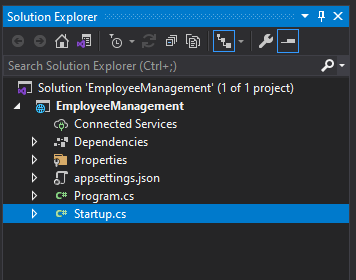 Solution Explorer
Search Solution Explorer (Ctrl+;)
Solution 'EmployeeManagement' (1 of 1 project)
EmployeeManagement
Connected Services
Dependencies
Properties
appsettings.json
C# Program.cs
C# Startup.cs